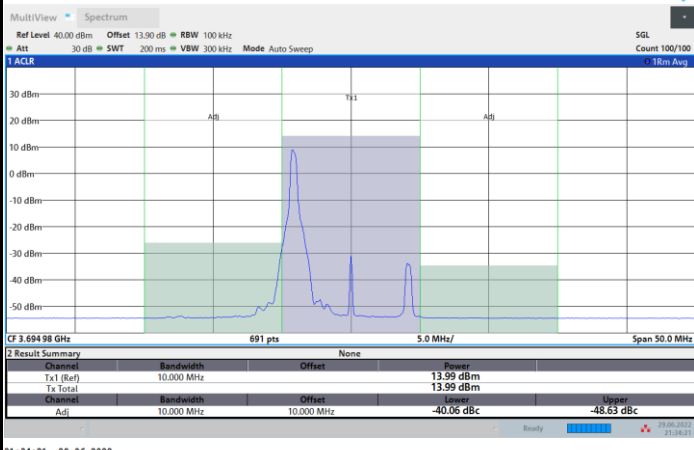 MultiView Spectrum
Ref Level 40.00 dBm Offset 13.90 dB RBW 100 kHz SGL
Att 30 dB SWT 200 ms VBW 300 kHz Mode Auto Sweep Count 100/100
1 ACLR 1Rm Avg
30 dBm
Tx1
20 dBm
Adj Adj
10 dBm
0 dBm
-10 dBm
-20 dBm
-30 dBm
-40 dBm
-50 dBm
CF 3.694 98 GHz 691 pts 5.0 MHz/ Span 50.0 MHz
2 Result Summary None
Channel Bandwidth Offset Power
Tx1 (Ref) 10.000 MHz 13.99 dBm
Tx Total 13.99 dBm
Channel Bandwidth Offset Lower Upper
Adj 10.000 MHz 10.000 MHz -40.06 dBc -48.63 dBc
Ready 29.06.2022
21:34:21